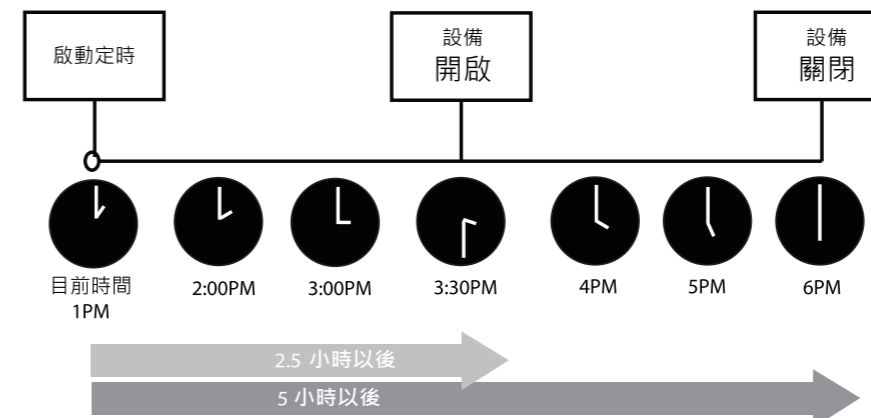 啟動定時
設備
開啟
設備
關閉
目前時間
1PM
2:00PM
3:00PM
3:30PM
4PM
5PM
6PM
2.5 小時以後
5 小時以後